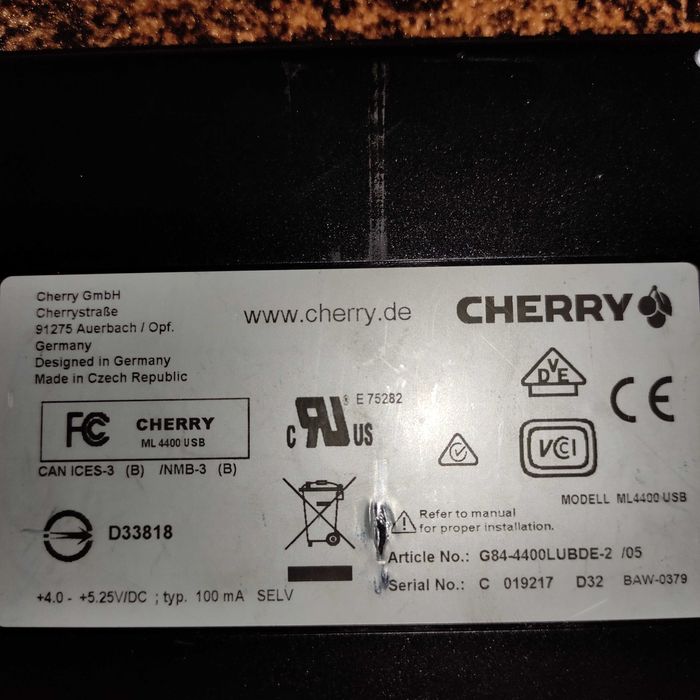 Cherry GmbH
Cherrystraße
91275 Auerbach / Opf.
Germany
Designed in Germany
Made in Czech Republic
www.cherry.de
CHERRY
FC CHERRY
ML 4400 USB
CAN ICES-3 (B) /NMB-3 (B)
c RU ® US E 75282
DVE
CE
VCI
D33818
MODELL ML4400 USB
Refer to manual
for proper installation.
Article No.: G84-4400LUBDE-2 /05
Serial No.: C 019217 D32 BAW-0379
+4.0 - +5.25V/DC ; typ. 100 mA SELV